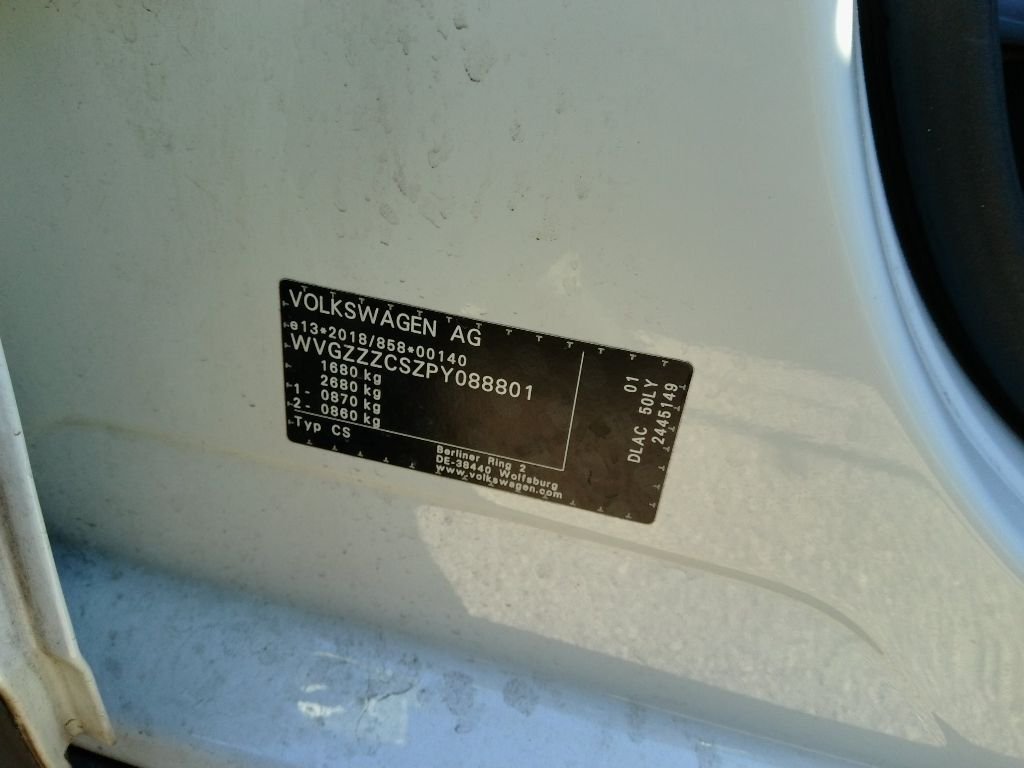 VOLKSWAGEN AG
e13*2018/858*00140
WVGZZZCSZPY088801
1680 kg
2680 kg
1- 0870 kg
2- 0860 kg
Typ CS
Berliner Ring 2
DE-38440 Wolfsburg
www.volkswagen.com
01
DLAC 50LY
2445149